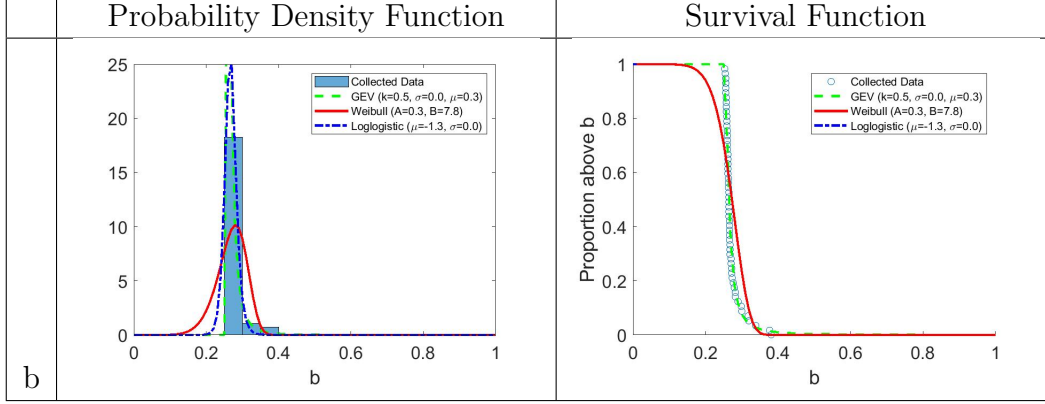 Probability Density Function
Survival Function
b
25
20
15
10
5
0
0
0.2
0.4
0.6
0.8
1
b
Collected Data
GEV (k=0.5, σ=0.0, μ=0.3)
Weibull (A=0.3, B=7.8)
Loglogistic (μ=-1.3, σ=0.0)
Proportion above b
1
0.8
0.6
0.4
0.2
0
0
0.2
0.4
0.6
0.8
1
b
Collected Data
GEV (k=0.5, σ=0.0, μ=0.3)
Weibull (A=0.3, B=7.8)
Loglogistic (μ=-1.3, σ=0.0)